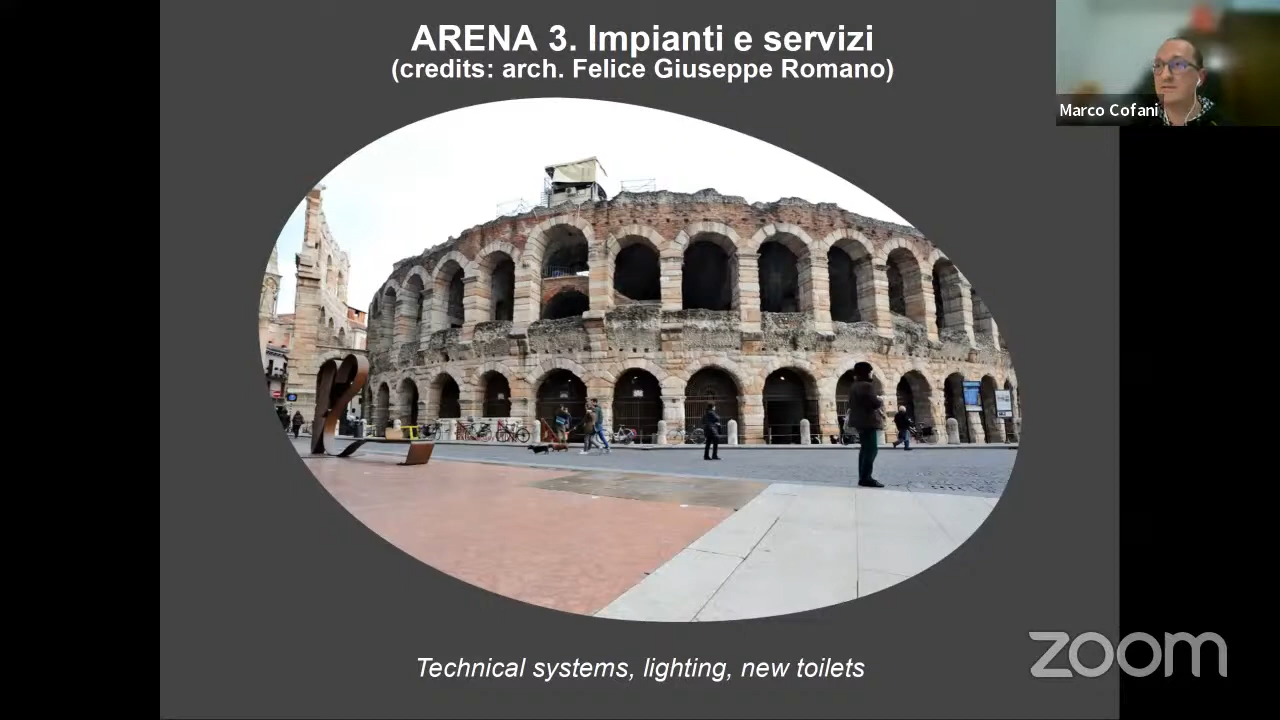 ARENA 3. Impianti e servizi
(credits: arch. Felice Giuseppe Romano)
Marco Cofani
Technical systems, lighting, new toilets
zoom